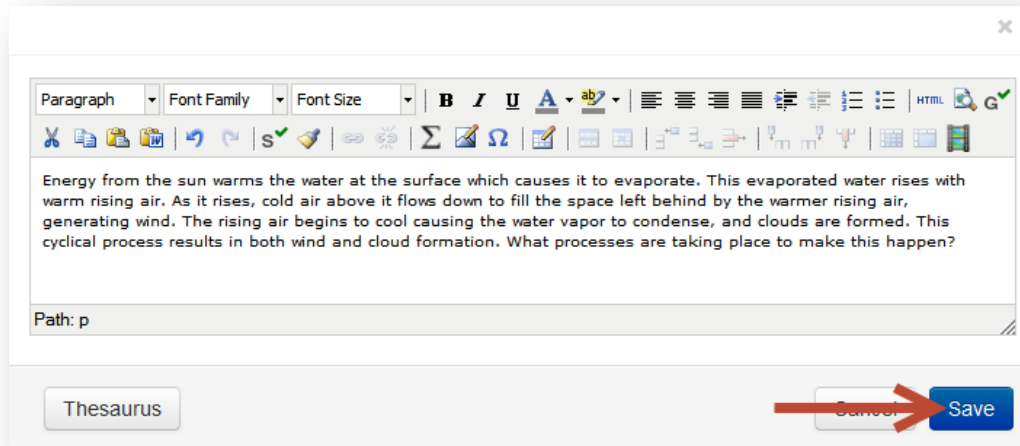 Paragraph Font Family Font Size B I U A ab HTML G
S Σ Ω
Energy from the sun warms the water at the surface which causes it to evaporate. This evaporated water rises with
warm rising air. As it rises, cold air above it flows down to fill the space left behind by the warmer rising air,
generating wind. The rising air begins to cool causing the water vapor to condense, and clouds are formed. This
cyclical process results in both wind and cloud formation. What processes are taking place to make this happen?
Path: p
Thesaurus Cancel Save